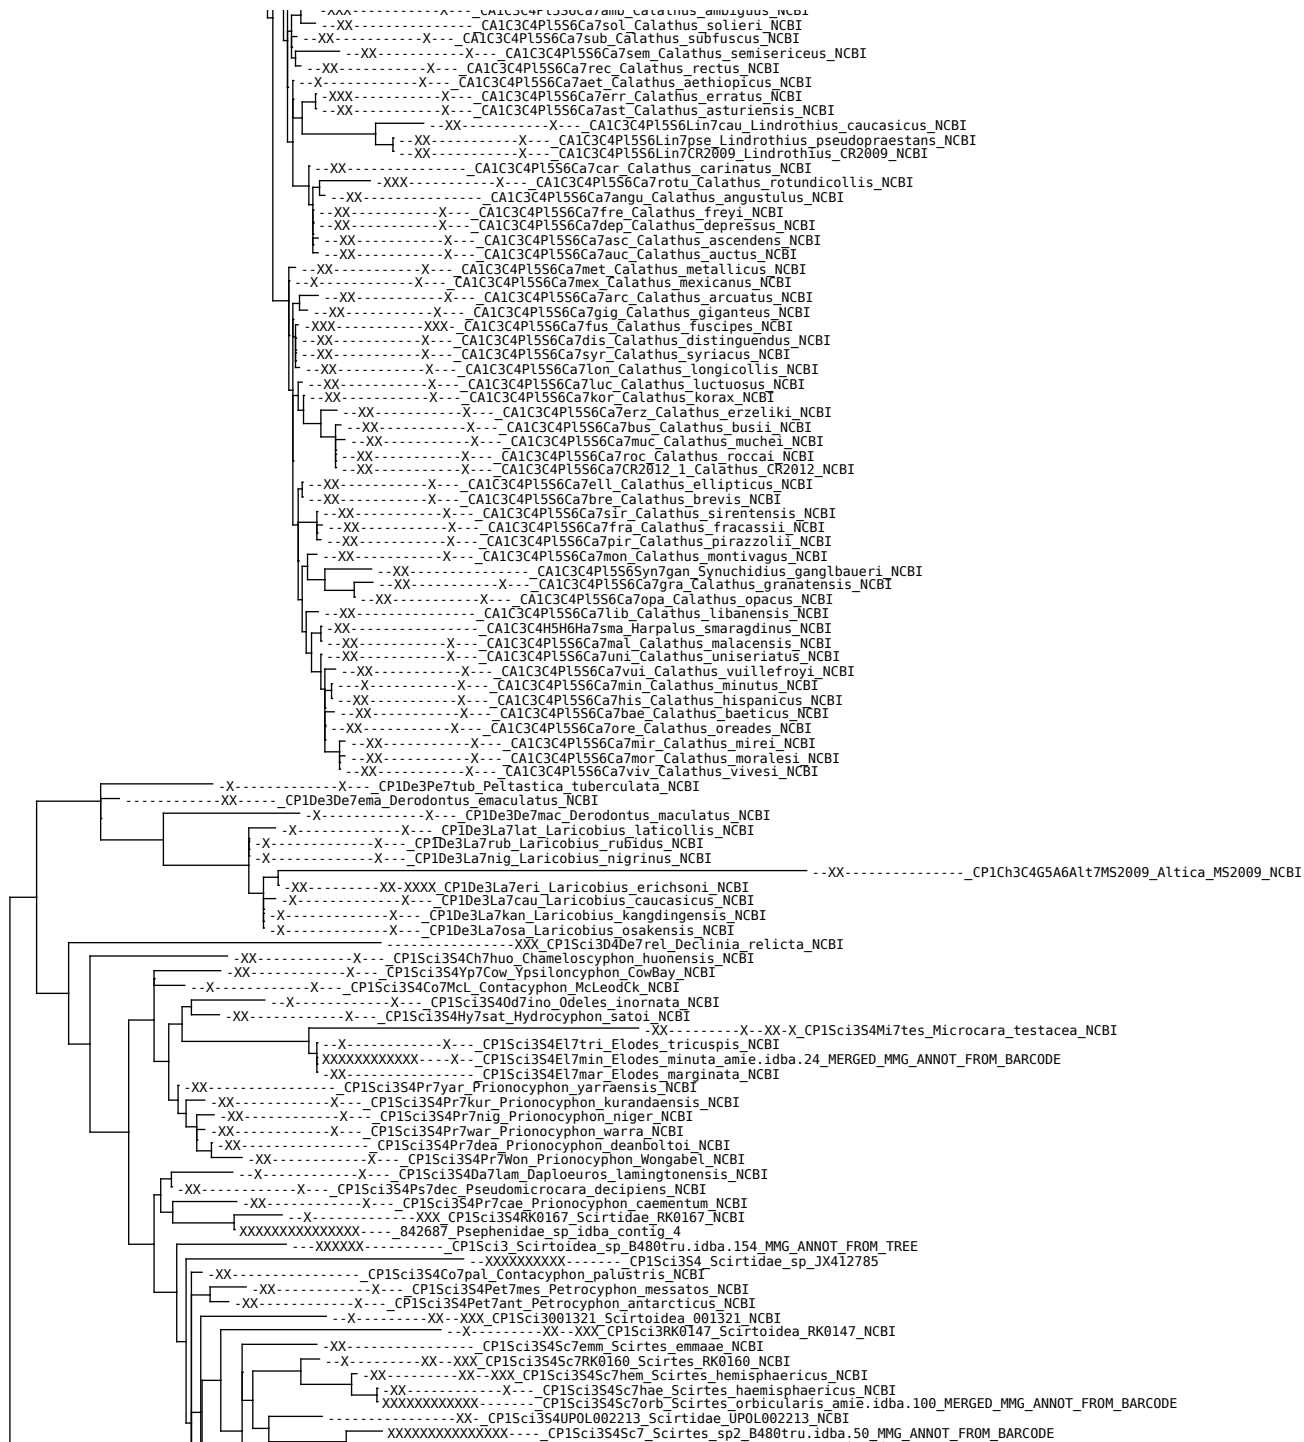 -XXX-----------X---_CA1C3C4Pl5S6Ca7amb_Calathus_ambiguus_NCBI
--XX---------------_CA1C3C4Pl5S6Ca7sol_Calathus_solieri_NCBI
--XX-----------X---_CA1C3C4Pl5S6Ca7sub_Calathus_subfuscus_NCBI
--XX-----------X---_CA1C3C4Pl5S6Ca7sem_Calathus_semisericeus_NCBI
--XX-----------X---_CA1C3C4Pl5S6Ca7rec_Calathus_rectus_NCBI
--X------------X---_CA1C3C4Pl5S6Ca7aet_Calathus_aethiopicus_NCBI
-XXX-----------X---_CA1C3C4Pl5S6Ca7err_Calathus_erratus_NCBI
--XX-----------X---_CA1C3C4Pl5S6Ca7ast_Calathus_asturiensis_NCBI
--XX-----------X---_CA1C3C4Pl5S6Lin7cau_Lindrothius_caucasicus_NCBI
--XX-----------X---_CA1C3C4Pl5S6Lin7pse_Lindrothius_pseudopraestans_NCBI
--XX-----------X---_CA1C3C4Pl5S6Lin7CR2009_Lindrothius_CR2009_NCBI
--XX---------------_CA1C3C4Pl5S6Ca7car_Calathus_carinatus_NCBI
-XXX-----------X---_CA1C3C4Pl5S6Ca7rotu_Calathus_rotundicollis_NCBI
--XX---------------_CA1C3C4Pl5S6Ca7angu_Calathus_angustulus_NCBI
--XX-----------X---_CA1C3C4Pl5S6Ca7fre_Calathus_freyi_NCBI
--XX-----------X---_CA1C3C4Pl5S6Ca7dep_Calathus_depressus_NCBI
--XX-----------X---_CA1C3C4Pl5S6Ca7asc_Calathus_ascendens_NCBI
--XX-----------X---_CA1C3C4Pl5S6Ca7auc_Calathus_auctus_NCBI
--XX-----------X---_CA1C3C4Pl5S6Ca7met_Calathus_metallicus_NCBI
--X------------X---_CA1C3C4Pl5S6Ca7mex_Calathus_mexicanus_NCBI
--XX-----------X---_CA1C3C4Pl5S6Ca7arc_Calathus_arcuatus_NCBI
--XX-----------X---_CA1C3C4Pl5S6Ca7gig_Calathus_giganteus_NCBI
-XXX-----------XXX-_CA1C3C4Pl5S6Ca7fus_Calathus_fuscipes_NCBI
--XX-----------X---_CA1C3C4Pl5S6Ca7dis_Calathus_distinguendus_NCBI
--XX-----------X---_CA1C3C4Pl5S6Ca7syr_Calathus_syriacus_NCBI
--XX-----------X---_CA1C3C4Pl5S6Ca7lon_Calathus_longicollis_NCBI
--XX-----------X---_CA1C3C4Pl5S6Ca7luc_Calathus_luctuosus_NCBI
--XX-----------X---_CA1C3C4Pl5S6Ca7kor_Calathus_korax_NCBI
--XX-----------X---_CA1C3C4Pl5S6Ca7erz_Calathus_erzeliki_NCBI
--XX-----------X---_CA1C3C4Pl5S6Ca7bus_Calathus_busii_NCBI
--XX-----------X---_CA1C3C4Pl5S6Ca7muc_Calathus_muchei_NCBI
--XX-----------X---_CA1C3C4Pl5S6Ca7roc_Calathus_roccai_NCBI
--XX-----------X---_CA1C3C4Pl5S6Ca7CR2012_1_Calathus_CR2012_NCBI
--XX-----------X---_CA1C3C4Pl5S6Ca7ell_Calathus_ellipticus_NCBI
--XX-----------X---_CA1C3C4Pl5S6Ca7bre_Calathus_brevis_NCBI
--XX-----------X---_CA1C3C4Pl5S6Ca7sir_Calathus_sirentensis_NCBI
--XX-----------X---_CA1C3C4Pl5S6Ca7fra_Calathus_fracassii_NCBI
--XX-----------X---_CA1C3C4Pl5S6Ca7pir_Calathus_pirazzolii_NCBI
--XX-----------X---_CA1C3C4Pl5S6Ca7mon_Calathus_montivagus_NCBI
--XX---------------_CA1C3C4Pl5S6Syn7gan_Synuchidius_ganglbaueri_NCBI
--XX-----------X---_CA1C3C4Pl5S6Ca7gra_Calathus_granatensis_NCBI
--XX-----------X---_CA1C3C4Pl5S6Ca7opa_Calathus_opacus_NCBI
--XX---------------_CA1C3C4Pl5S6Ca7lib_Calathus_libanensis_NCBI
-XX----------------_CA1C3C4H5H6Ha7sma_Harpalus_smaragdinus_NCBI
--XX-----------X---_CA1C3C4Pl5S6Ca7mal_Calathus_malacensis_NCBI
--XX-----------X---_CA1C3C4Pl5S6Ca7uni_Calathus_uniseriatus_NCBI
--XX-----------X---_CA1C3C4Pl5S6Ca7vui_Calathus_vuillefroyi_NCBI
---X-----------X---_CA1C3C4Pl5S6Ca7min_Calathus_minutus_NCBI
--XX-----------X---_CA1C3C4Pl5S6Ca7his_Calathus_hispanicus_NCBI
--XX-----------X---_CA1C3C4Pl5S6Ca7bae_Calathus_baeticus_NCBI
--XX-----------X---_CA1C3C4Pl5S6Ca7ore_Calathus_oreades_NCBI
--XX-----------X---_CA1C3C4Pl5S6Ca7mir_Calathus_mirei_NCBI
--XX-----------X---_CA1C3C4Pl5S6Ca7mor_Calathus_moralesi_NCBI
--XX-----------X---_CA1C3C4Pl5S6Ca7viv_Calathus_vivesi_NCBI
-X-------------X---_CP1De3Pe7tub_Peltastica_tuberculata_NCBI
------------XX-----_CP1De3De7ema_Derodontus_emaculatus_NCBI
-X-------------X---_CP1De3De7mac_Derodontus_maculatus_NCBI
-X-------------X---_CP1De3La7lat_Laricobius_laticollis_NCBI
-X-------------X---_CP1De3La7rub_Laricobius_rubidus_NCBI
-X-------------X---_CP1De3La7nig_Laricobius_nigrinus_NCBI
--XX---------------_CP1Ch3C4G5A6Alt7MS2009_Altica_MS2009_NCBI
-XX---------XX-XXXX_CP1De3La7eri_Laricobius_erichsoni_NCBI
-X-------------X---_CP1De3La7cau_Laricobius_caucasicus_NCBI
-X-------------X---_CP1De3La7kan_Laricobius_kangdingensis_NCBI
-X-------------X---_CP1De3La7osa_Laricobius_osakensis_NCBI
----------------XXX_CP1Sci3D4De7rel_Declinia_relicta_NCBI
-XX------------X---_CP1Sci3S4Ch7huo_Chameloscyphon_huonensis_NCBI
-XX------------X---_CP1Sci3S4Yp7Cow_Ypsiloncyphon_CowBay_NCBI
--X------------X---_CP1Sci3S4Co7McL_Contacyphon_McLeodCk_NCBI
--X------------X---_CP1Sci3S4Od7ino_Odeles_inornata_NCBI
-XX------------X---_CP1Sci3S4Hy7sat_Hydrocyphon_satoi_NCBI
-XX---------X--XX-X_CP1Sci3S4Mi7tes_Microcara_testacea_NCBI
--X------------X---_CP1Sci3S4El7tri_Elodes_tricuspis_NCBI
XXXXXXXXXXXX----X--_CP1Sci3S4El7min_Elodes_minuta_amie.idba.24_MERGED_MMG_ANNOT_FROM_BARCODE
-XX----------------_CP1Sci3S4El7mar_Elodes_marginata_NCBI
-XX----------------_CP1Sci3S4Pr7yar_Prionocyphon_yarraensis_NCBI
-XX------------X---_CP1Sci3S4Pr7kur_Prionocyphon_kurandaensis_NCBI
-XX------------X---_CP1Sci3S4Pr7nig_Prionocyphon_niger_NCBI
-XX------------X---_CP1Sci3S4Pr7war_Prionocyphon_warra_NCBI
-XX----------------_CP1Sci3S4Pr7dea_Prionocyphon_deanboltoi_NCBI
-XX------------X---_CP1Sci3S4Pr7Won_Prionocyphon_Wongabel_NCBI
--X------------X---_CP1Sci3S4Da7lam_Daploeuros_lamingtonensis_NCBI
-XX------------X---_CP1Sci3S4Ps7dec_Pseudomicrocara_decipiens_NCBI
-XX------------X---_CP1Sci3S4Pr7cae_Prionocyphon_caementum_NCBI
--X-------------XXX_CP1Sci3S4RK0167_Scirtidae_RK0167_NCBI
XXXXXXXXXXXXXXX----_842687_Psephenidae_sp_idba_contig_4
---XXXXXX----------_CP1Sci3_Scirtoidea_sp_B480tru.idba.154_MMG_ANNOT_FROM_TREE
--XXXXXXXXXX-------_CP1Sci3S4_Scirtidae_sp_JX412785
-XX----------------_CP1Sci3S4Co7pal_Contacyphon_palustris_NCBI
-XX------------X---_CP1Sci3S4Pet7mes_Petrocyphon_messatos_NCBI
-XX------------X---_CP1Sci3S4Pet7ant_Petrocyphon_antarcticus_NCBI
--X---------XX--XXX_CP1Sci3001321_Scirtoidea_001321_NCBI
--X---------XX--XXX_CP1Sci3RK0147_Scirtoidea_RK0147_NCBI
-XX----------------_CP1Sci3S4Sc7emm_Scirtes_emmaae_NCBI
--X---------XX--XXX_CP1Sci3S4Sc7RK0160_Scirtes_RK0160_NCBI
-XX---------XX--XXX_CP1Sci3S4Sc7hem_Scirtes_hemisphaericus_NCBI
-XX------------X---_CP1Sci3S4Sc7hae_Scirtes_haemisphaericus_NCBI
XXXXXXXXXXXX-------_CP1Sci3S4Sc7orb_Scirtes_orbicularis_amie.idba.100_MERGED_MMG_ANNOT_FROM_BARCODE
----------------XX-_CP1Sci3S4UPOL002213_Scirtidae_UPOL002213_NCBI
XXXXXXXXXXXXXXX----_CP1Sci3S4Sc7_Scirtes_sp2_B480tru.idba.50_MMG_ANNOT_FROM_BARCODE